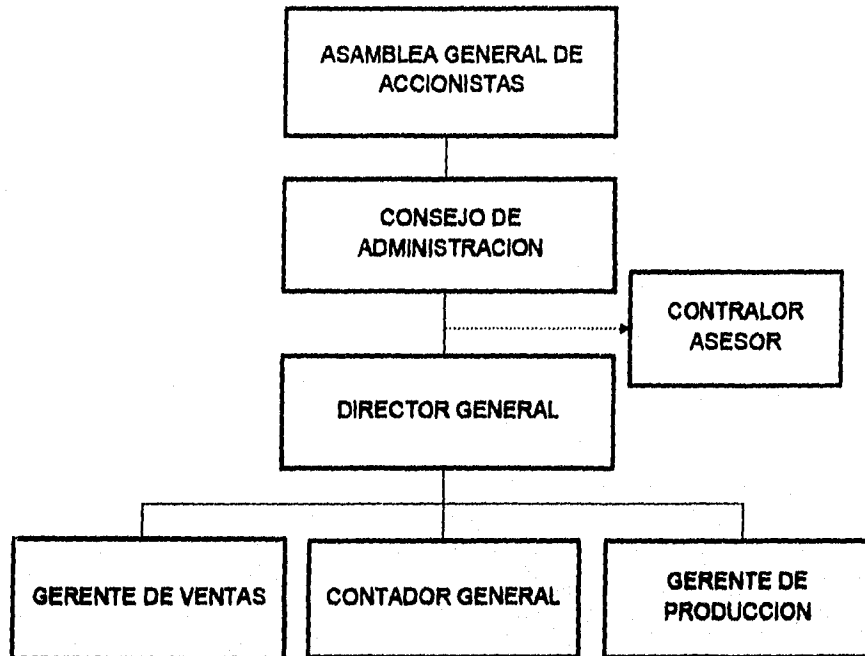 ASAMBLEA GENERAL DE
ACCIONISTAS
CONSEJO DE
ADMINISTRACION
CONTRALOR
ASESOR
DIRECTOR GENERAL
GERENTE DE VENTAS
CONTADOR GENERAL
GERENTE DE
PRODUCCION